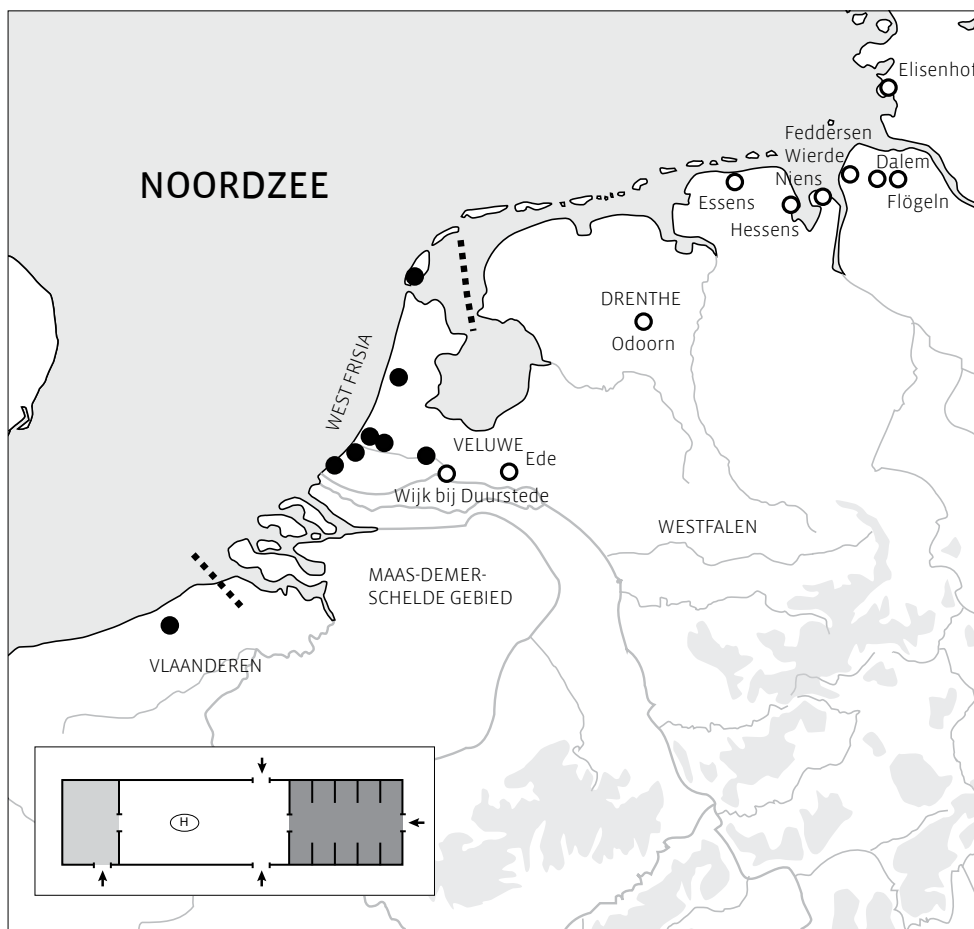 Elisenhof
Feddersen
Wierde
Dalem
Niens
Flögeln
Essens
Hessens
NOORDZEE
DRENTHE
Odoorn
WEST FRISIA
VELUWE
Ede
Wijk bij Duurstede
WESTFALEN
MAAS-DEMER-
SCHELDE GEBIED
VLAANDEREN
H